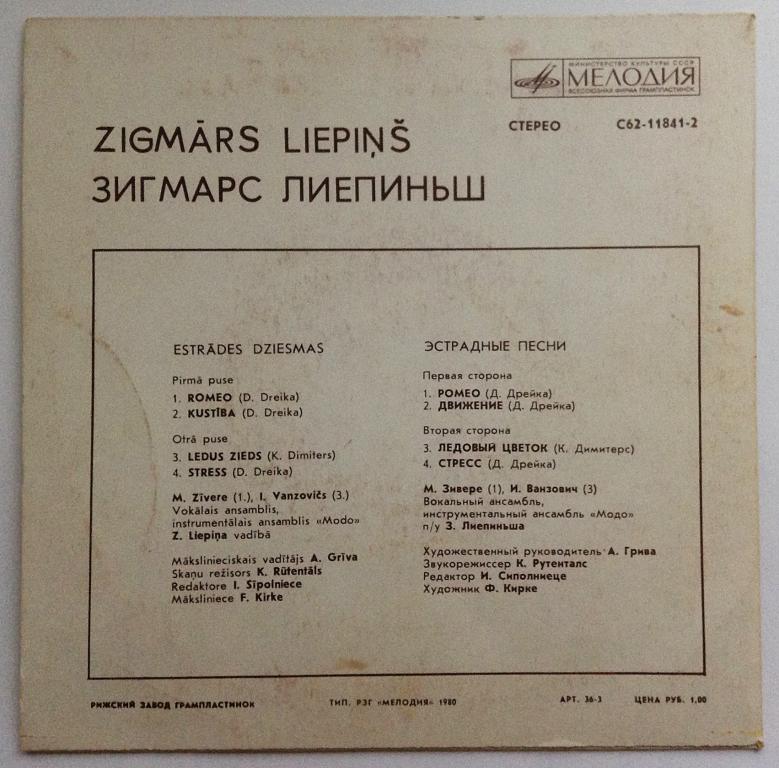 МИНИСТЕРСТВО КУЛЬТУРЫ СССР
МЕЛОДИЯ
ВСЕСОЮЗНАЯ ФИРМА ГРАМПЛАСТИНОК
СТЕРЕО С62-11841-2
ZIGMĀRS LIEPIŅŠ
ЗИГМАРС ЛИЕПИНЬШ
ESTRĀDES DZIESMAS
Pirmā puse
1. ROMEO (D. Dreika)
2. KUSTĪBA (D. Dreika)
Otrā puse
3. LEDUS ZIEDS (K. Dimiters)
4. STRESS (D. Dreika)
M. Zīvere (1.), I. Vanzovičs (3.)
Vokālais ansamblis,
instrumentālais ansamblis «Modo»
Z. Liepiņa vadībā
Mākslinieciskais vadītājs A. Grīva
Skaņu režisors K. Rūtentāls
Redaktore I. Sīpolniece
Māksliniece F. Kirke
ЭСТРАДНЫЕ ПЕСНИ
Первая сторона
1. РОМЕО (Д. Дрейка)
2. ДВИЖЕНИЕ (Д. Дрейка)
Вторая сторона
3. ЛЕДОВЫЙ ЦВЕТОК (К. Димитерс)
4. СТРЕСС (Д. Дрейка)
М. Зивере (1), И. Ванзович (3)
Вокальный ансамбль,
инструментальный ансамбль «Модо»
п/у З. Лиепиньша
Художественный руководитель А. Грива
Звукорежиссер К. Рутенталс
Редактор И. Сиполниеце
Художник Ф. Кирке
РИЖСКИЙ ЗАВОД ГРАМПЛАСТИНОК ТИП. РЗГ «МЕЛОДИЯ» 1980 АРТ. 36-3 ЦЕНА РУБ. 1,00